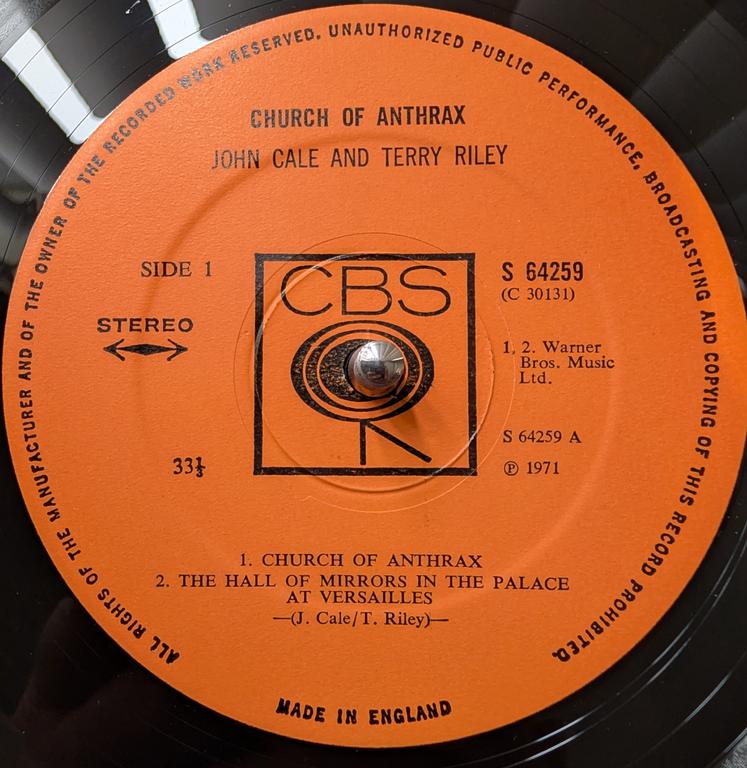 ALL RIGHTS OF THE MANUFACTURER AND OF THE OWNER OF THE RECORDED WORK RESERVED. UNAUTHORIZED PUBLIC PERFORMANCE, BROADCASTING AND COPYING OF THIS RECORD PROHIBITED.
CHURCH OF ANTHRAX
JOHN CALE AND TERRY RILEY
SIDE 1
STEREO
33⅓
CBS
S 64259
(C 30131)
1, 2. Warner
Bros. Music
Ltd.
S 64259 A
℗ 1971
1. CHURCH OF ANTHRAX
2. THE HALL OF MIRRORS IN THE PALACE
AT VERSAILLES
—(J. Cale/T. Riley)—
MADE IN ENGLAND